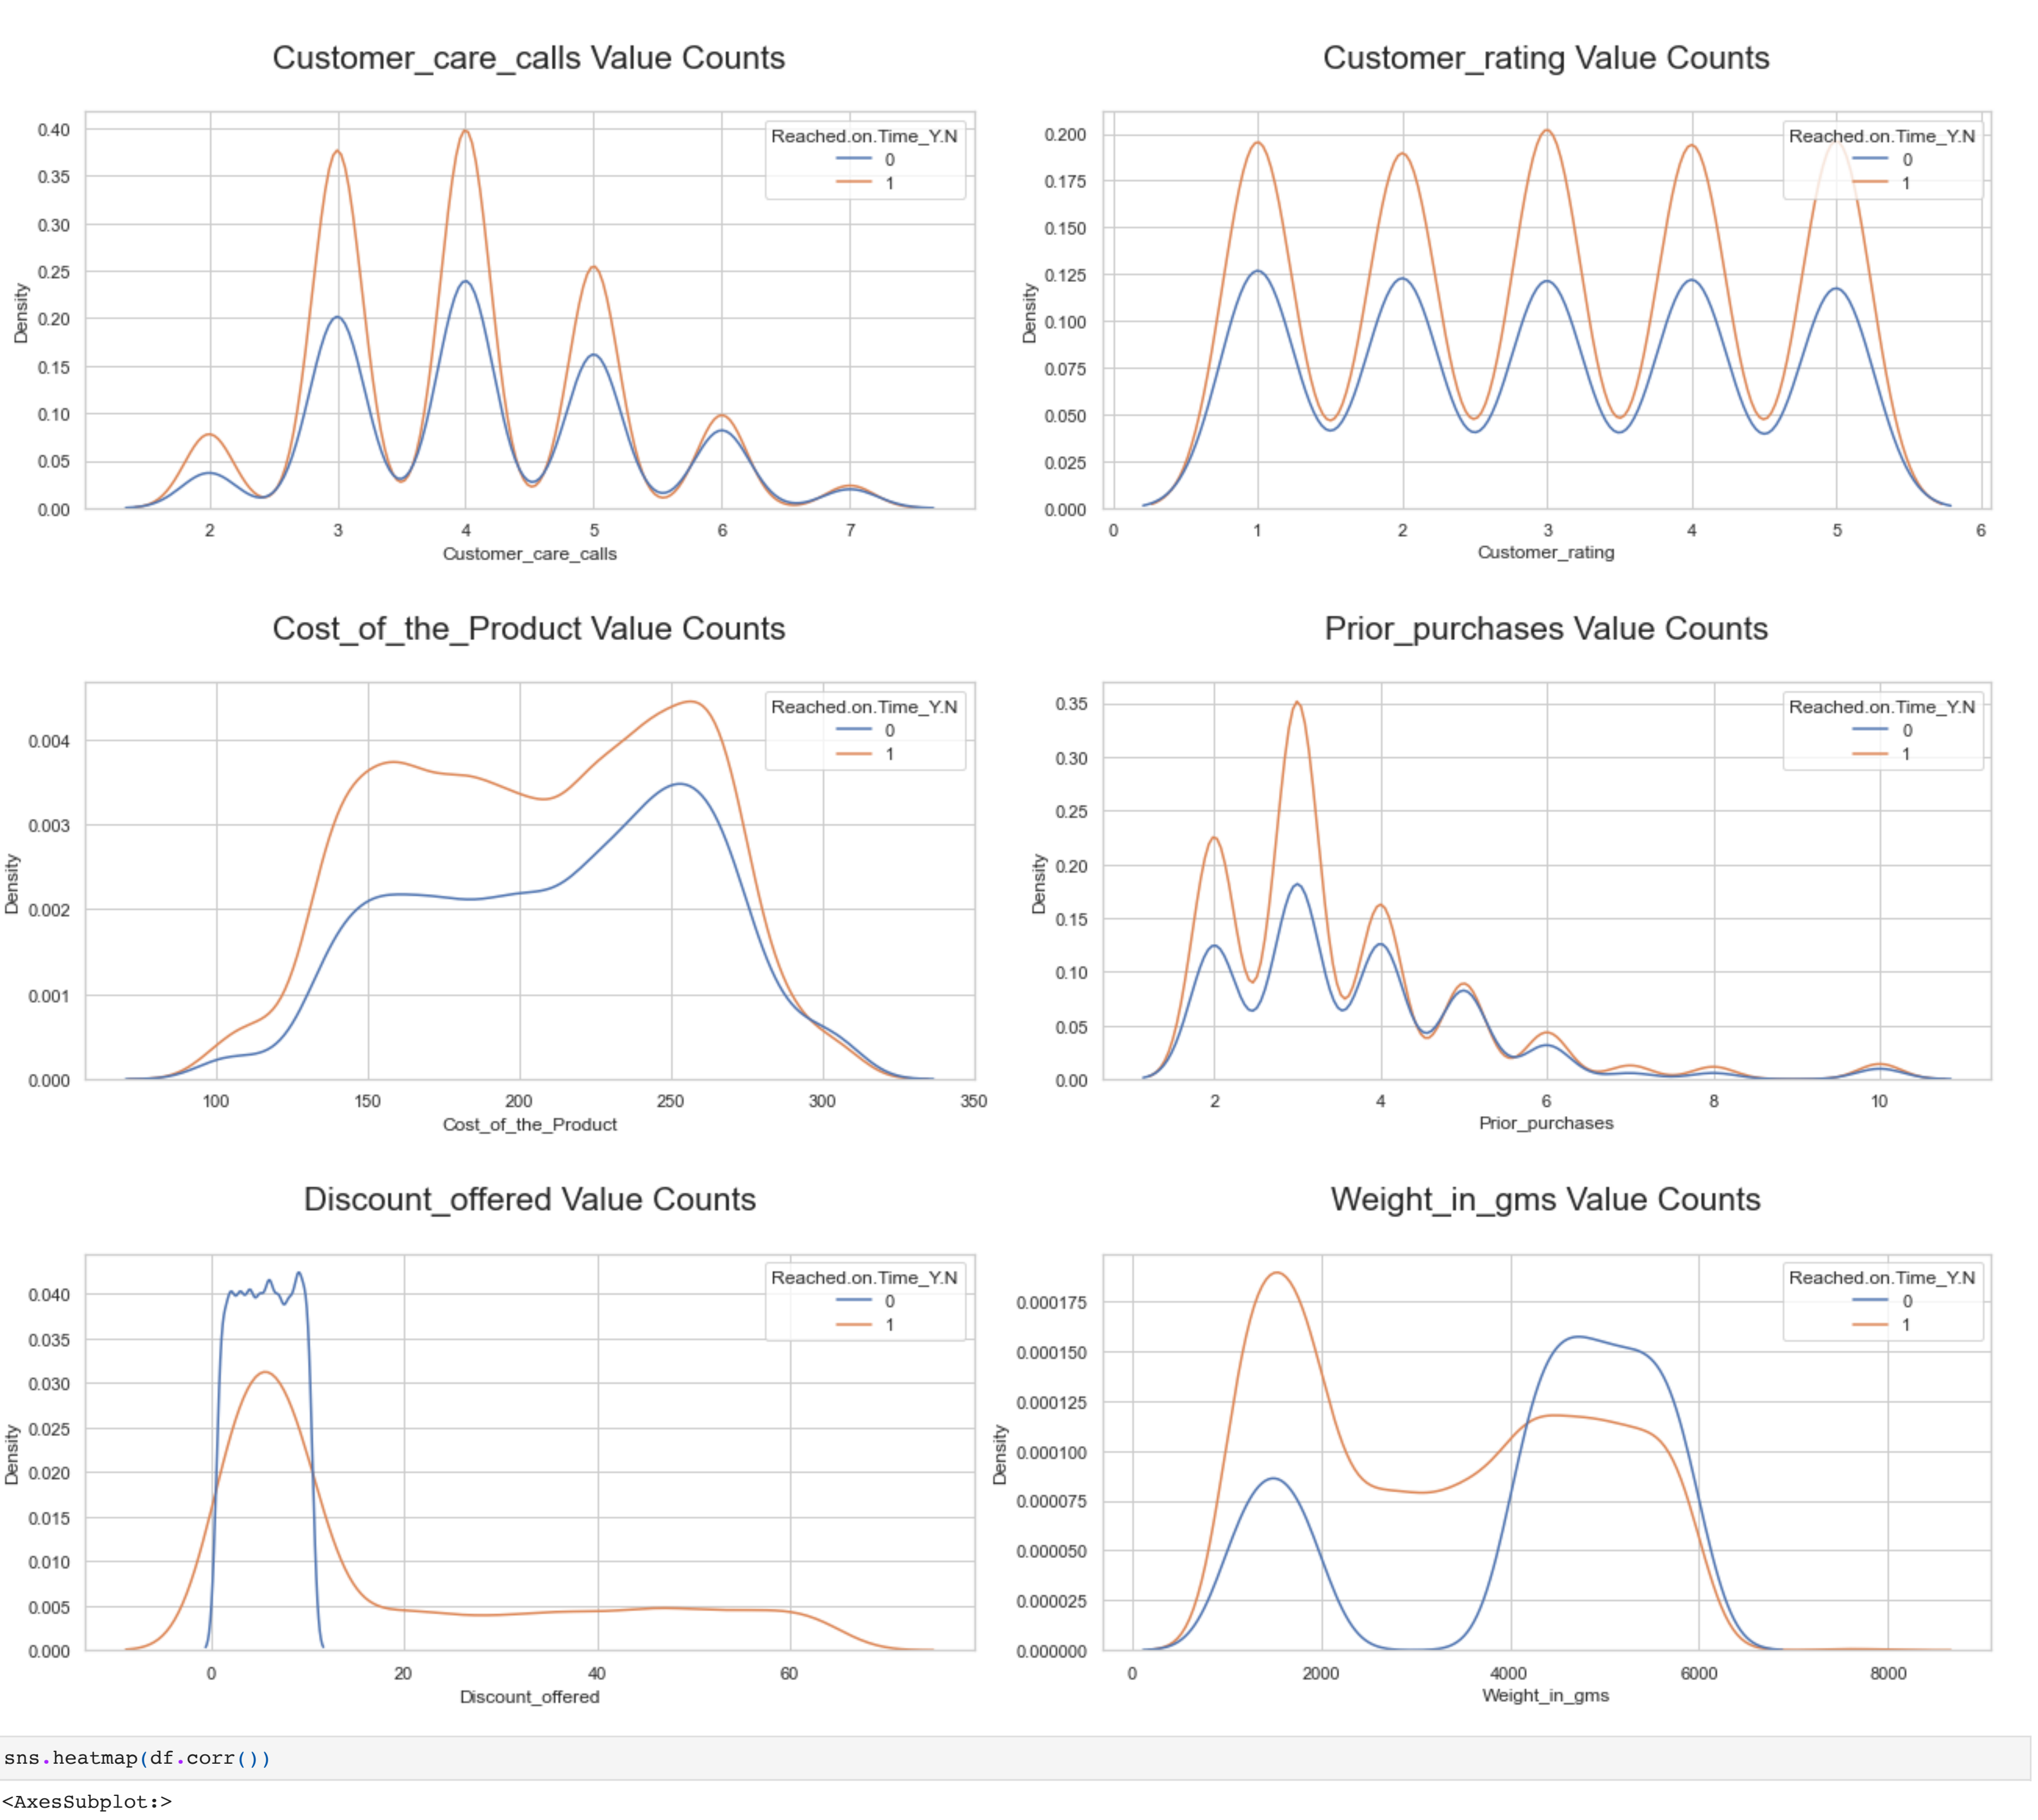 Customer_care_calls Value Counts
Customer_rating Value Counts
0.40
0.35
0.30
0.25
0.20
0.15
0.10
0.05
0.00
Density
Reached.on.Time_Y.N
0
1
2 3 4 5 6 7
Customer_care_calls
0.200
0.175
0.150
0.125
0.100
0.075
0.050
0.025
0.000
Density
Reached.on.Time_Y.N
0
1
0 1 2 3 4 5 6
Customer_rating
Cost_of_the_Product Value Counts
Prior_purchases Value Counts
0.004
0.003
0.002
0.001
0.000
Density
Reached.on.Time_Y.N
0
1
100 150 200 250 300 350
Cost_of_the_Product
0.35
0.30
0.25
0.20
0.15
0.10
0.05
0.00
Density
Reached.on.Time_Y.N
0
1
2 4 6 8 10
Prior_purchases
Discount_offered Value Counts
Weight_in_gms Value Counts
0.040
0.035
0.030
0.025
0.020
0.015
0.010
0.005
0.000
Density
Reached.on.Time_Y.N
0
1
0 20 40 60
Discount_offered
0.000175
0.000150
0.000125
0.000100
0.000075
0.000050
0.000025
0.000000
Density
Reached.on.Time_Y.N
0
1
0 2000 4000 6000 8000
Weight_in_gms
sns.heatmap(df.corr())
<AxesSubplot:>